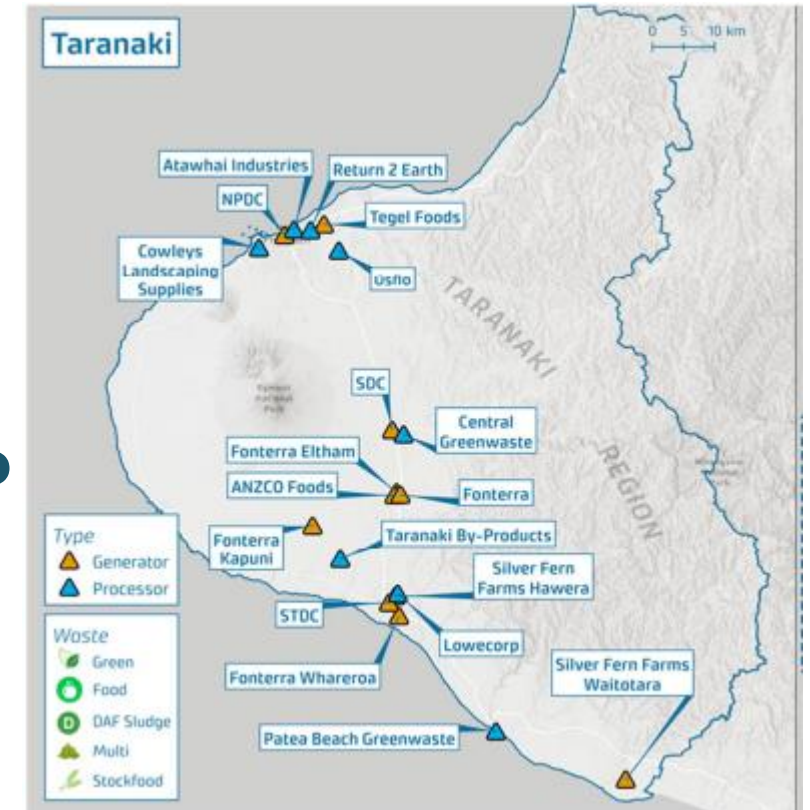 Taranaki
0 5 10 km
Atawhai Industries
Return 2 Earth
NPDC
Tegel Foods
Cowleys
Landscaping
Supplies
TARANAKI
REGION
SDC
Central
Greenwaste
Fonterra Eltham
ANZCO Foods
Fonterra
Fonterra
Kapuni
Taranaki By-Products
Silver Fern
Farms Hawera
STDC
Lowecorp
Fonterra Whareroa
Silver Fern Farms
Waitotara
Patea Beach Greenwaste
Type
Generator
Processor
Waste
Green
Food
D DAF Sludge
Multi
Stockfood